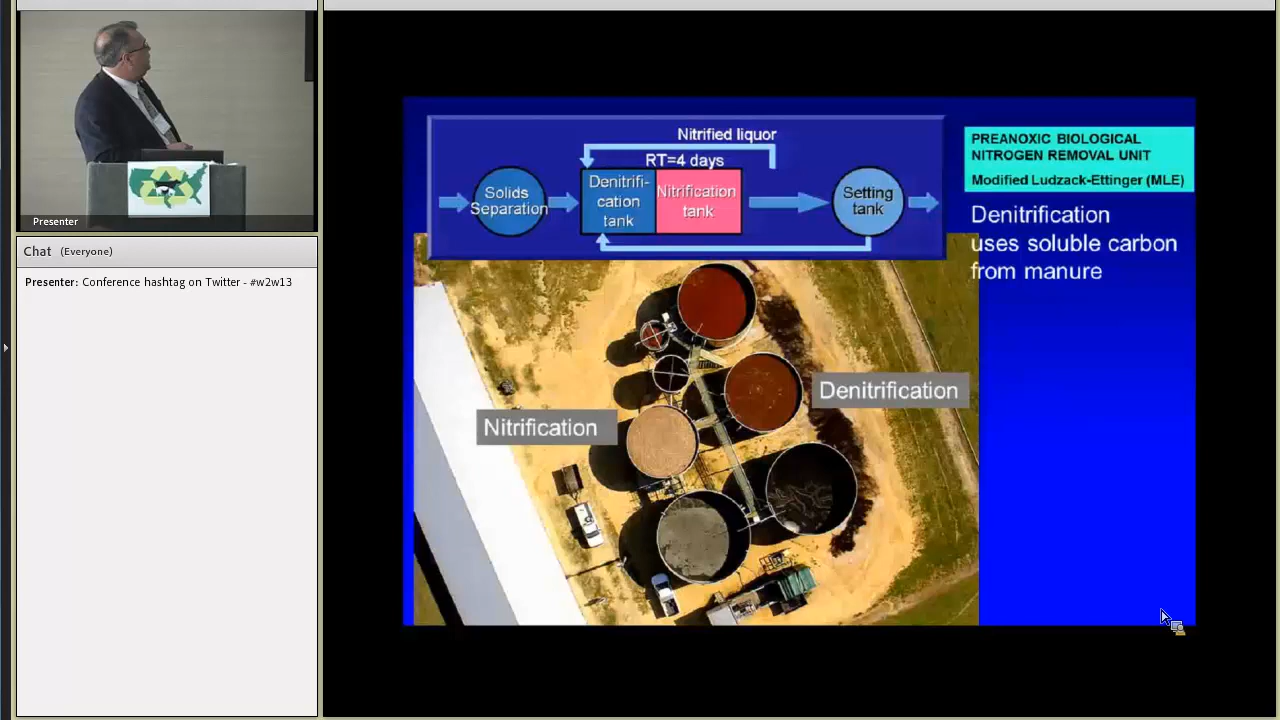 Presenter
Chat (Everyone)
Presenter: Conference hashtag on Twitter - #w2w13
Nitrified liquor
RT=4 days
Solids
Separation
Denitrifi-
cation
tank
Nitrification
tank
Setting
tank
PREANOXIC BIOLOGICAL
NITROGEN REMOVAL UNIT
Modified Ludzack-Ettinger (MLE)
Denitrification
uses soluble carbon
from manure
Denitrification
Nitrification